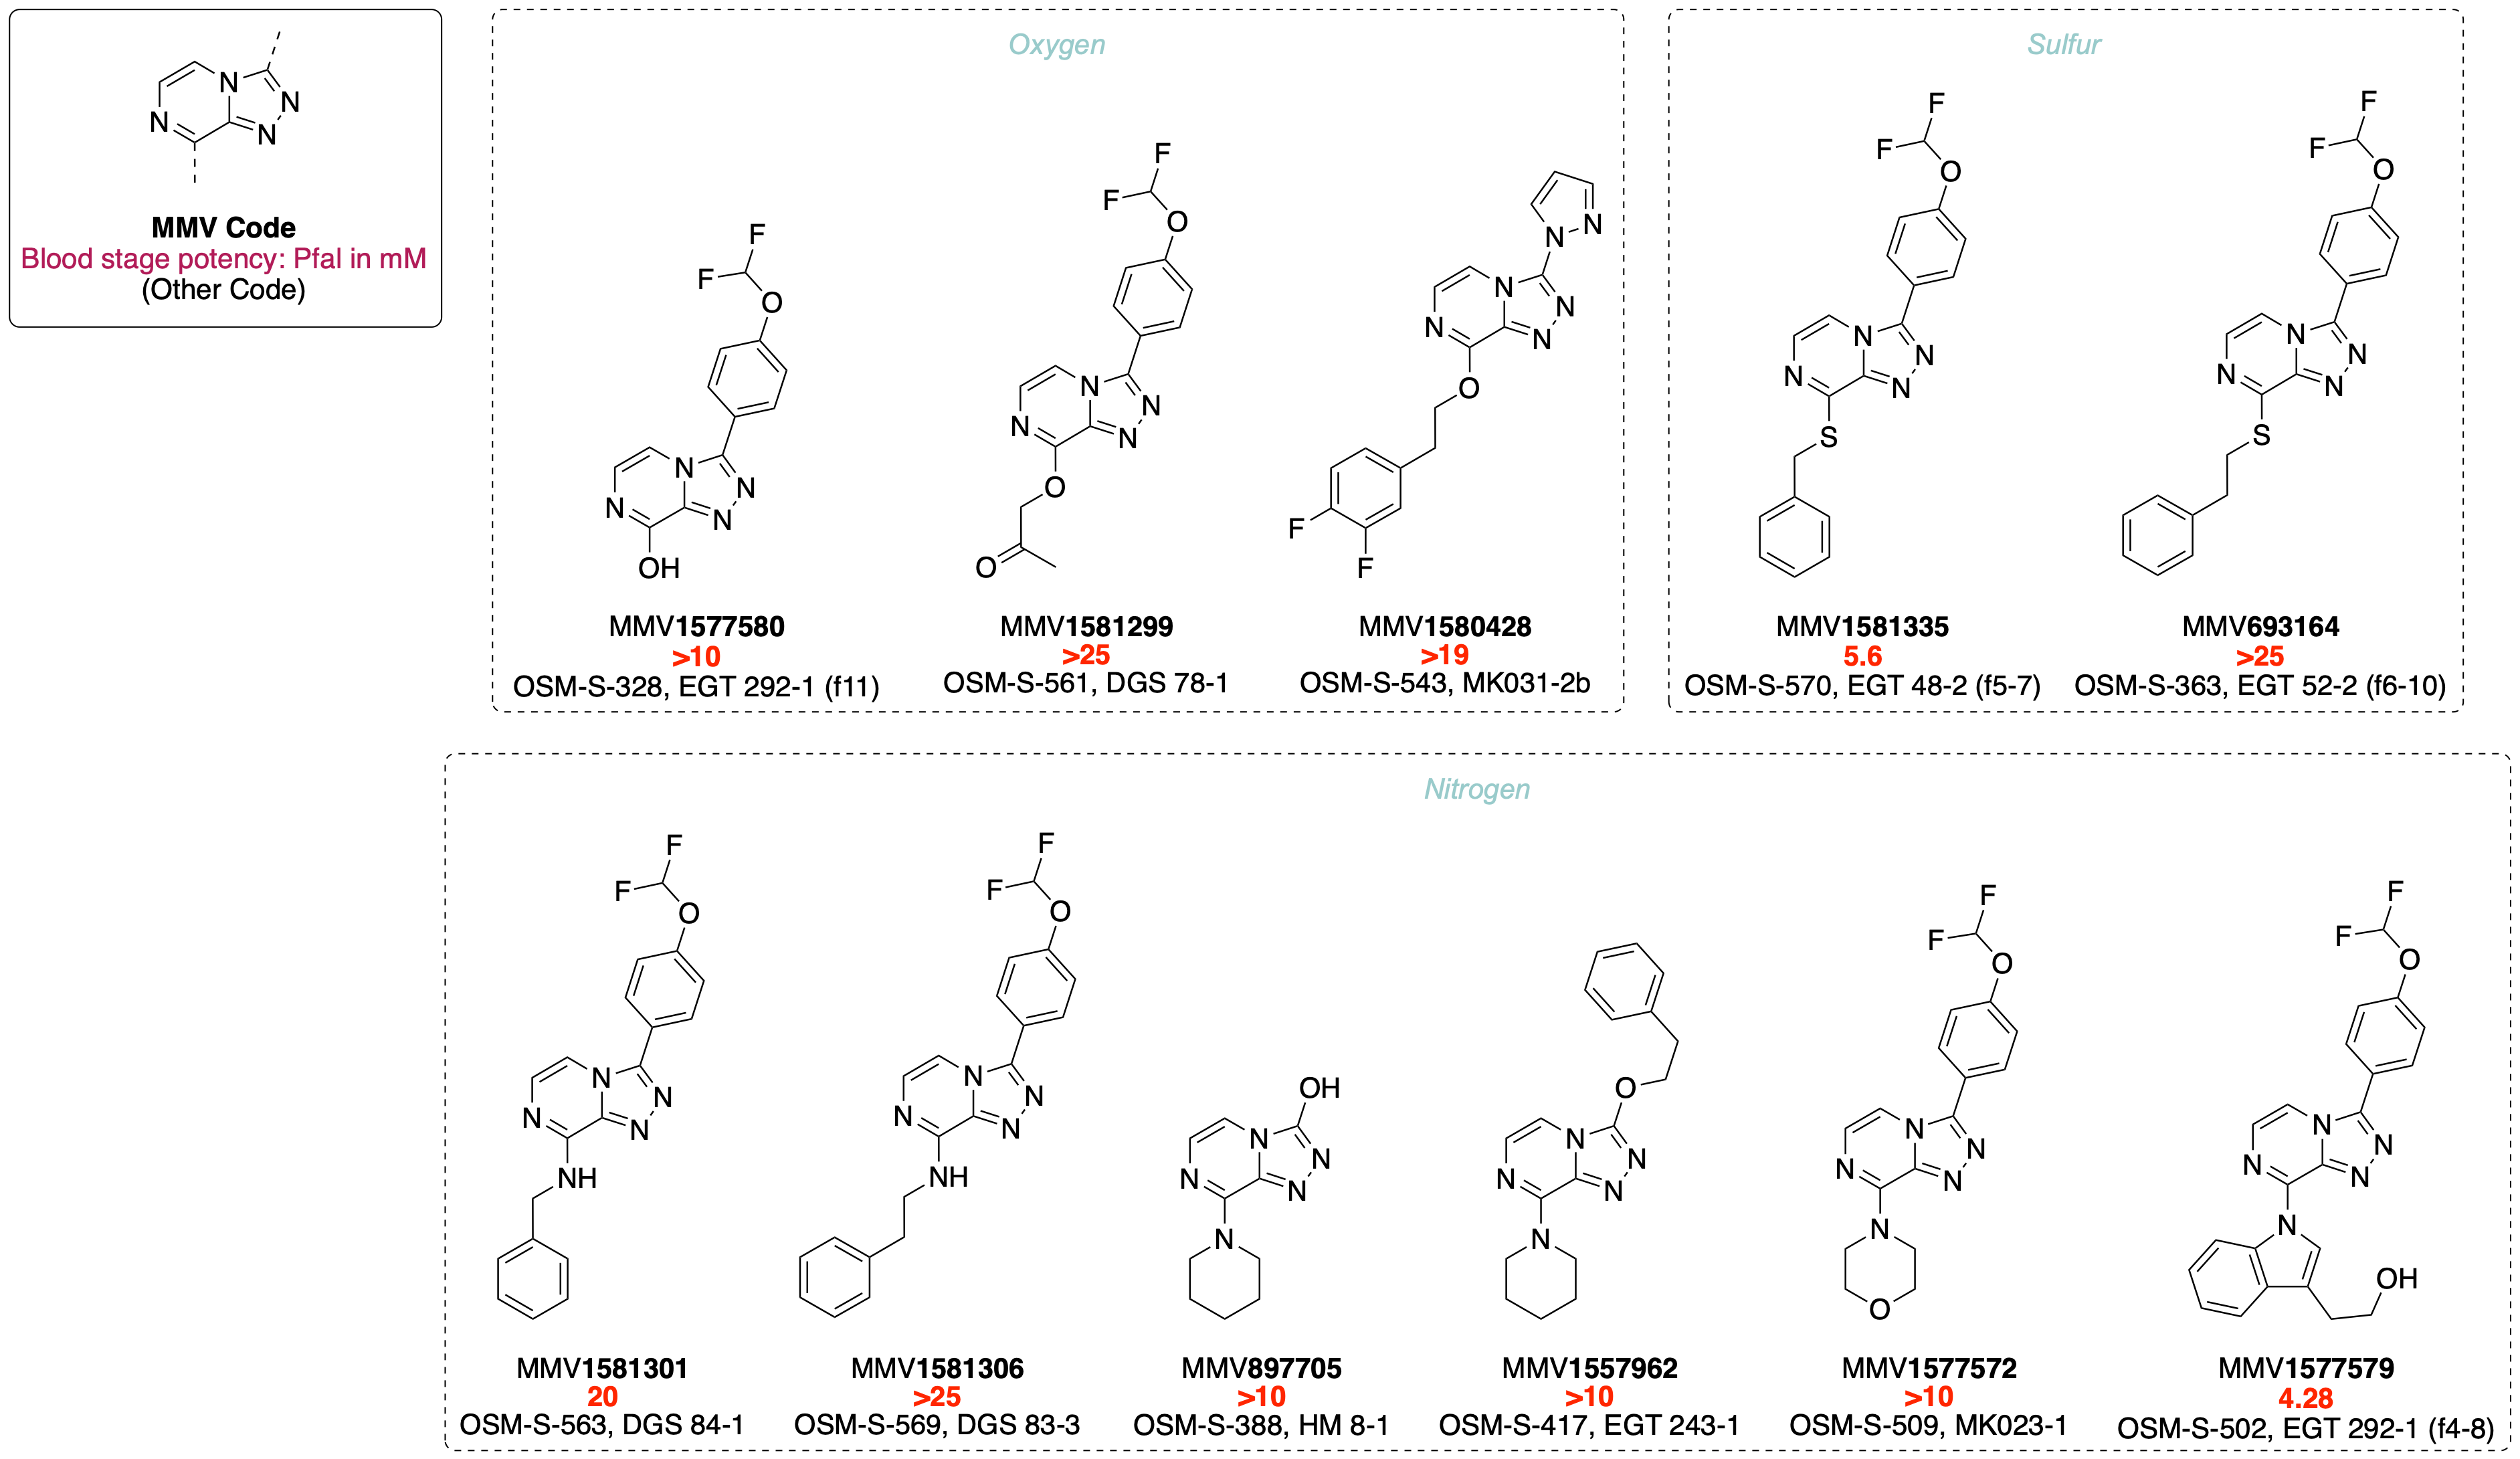 N
N
N
N
MMV Code
Blood stage potency: Pfal in mM
(Other Code)
Oxygen
F
F
O
N
N
N
N
OH
MMV1577580
>10
OSM-S-328, EGT 292-1 (f11)
F
F
O
N
N
N
N
O
O
MMV1581299
>25
OSM-S-561, DGS 78-1
N
N
N
N
N
N
O
F
F
MMV1580428
>19
OSM-S-543, MK031-2b
Sulfur
F
F
O
N
N
N
N
S
MMV1581335
5.6
OSM-S-570, EGT 48-2 (f5-7)
F
F
O
N
N
N
N
S
MMV693164
>25
OSM-S-363, EGT 52-2 (f6-10)
Nitrogen
F
F
O
N
N
N
N
NH
MMV1581301
20
OSM-S-563, DGS 84-1
F
F
O
N
N
N
N
NH
MMV1581306
>25
OSM-S-569, DGS 83-3
OH
N
N
N
N
N
MMV897705
>10
OSM-S-388, HM 8-1
O
N
N
N
N
N
MMV1557962
>10
OSM-S-417, EGT 243-1
F
F
O
N
N
N
N
N
O
MMV1577572
>10
OSM-S-509, MK023-1
F
F
O
N
N
N
N
N
OH
MMV1577579
4.28
OSM-S-502, EGT 292-1 (f4-8)